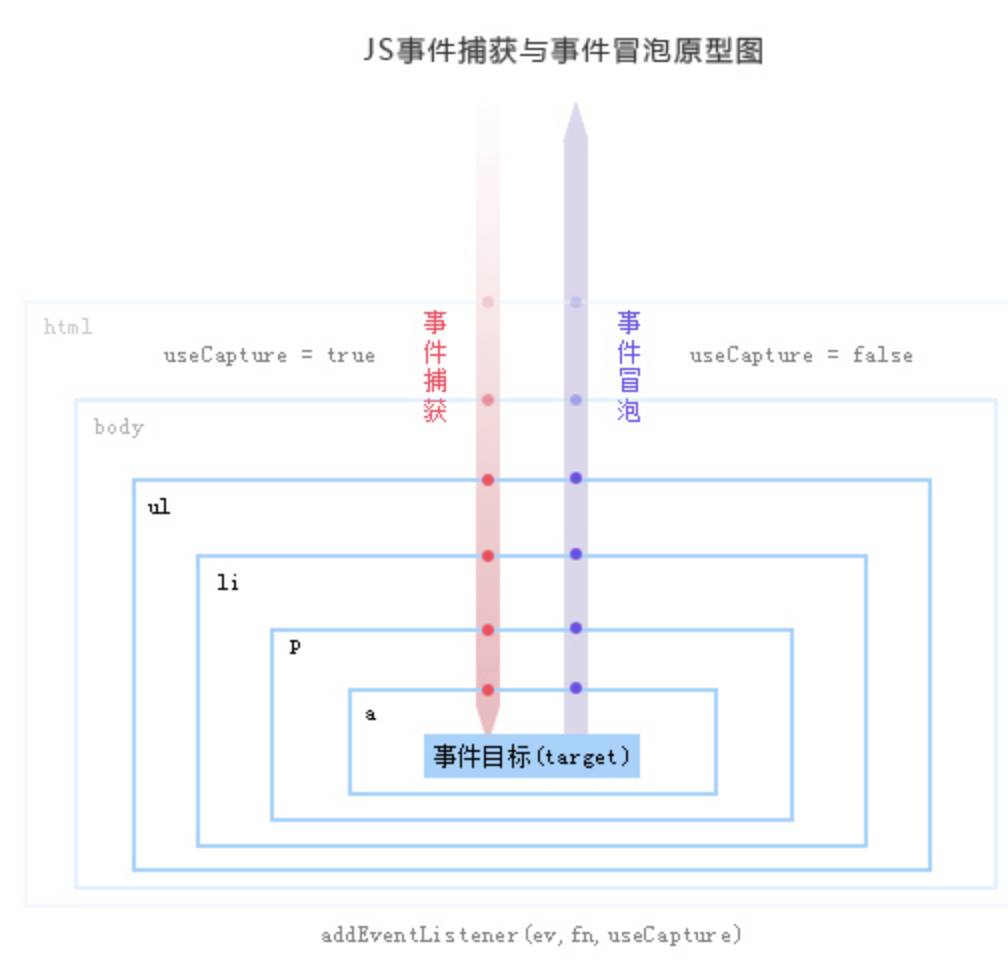 JS事件捕获与事件冒泡原型图
html
useCapture = true
事件捕获
事件冒泡
useCapture = false
body
ul
li
p
a
事件目标(target)
addEventListener(ev, fn, useCapture)